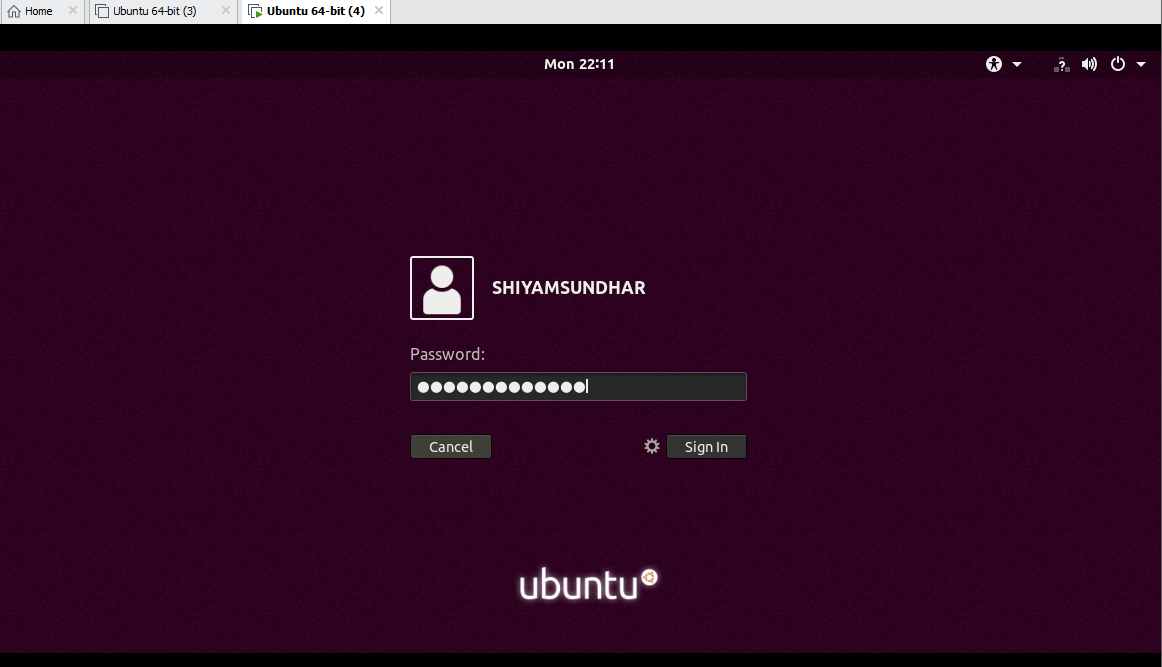 Home Ubuntu 64-bit (3) Ubuntu 64-bit (4)
Mon 22:11
SHIYAMSUNDHAR
Password:
Cancel Sign In
ubuntu